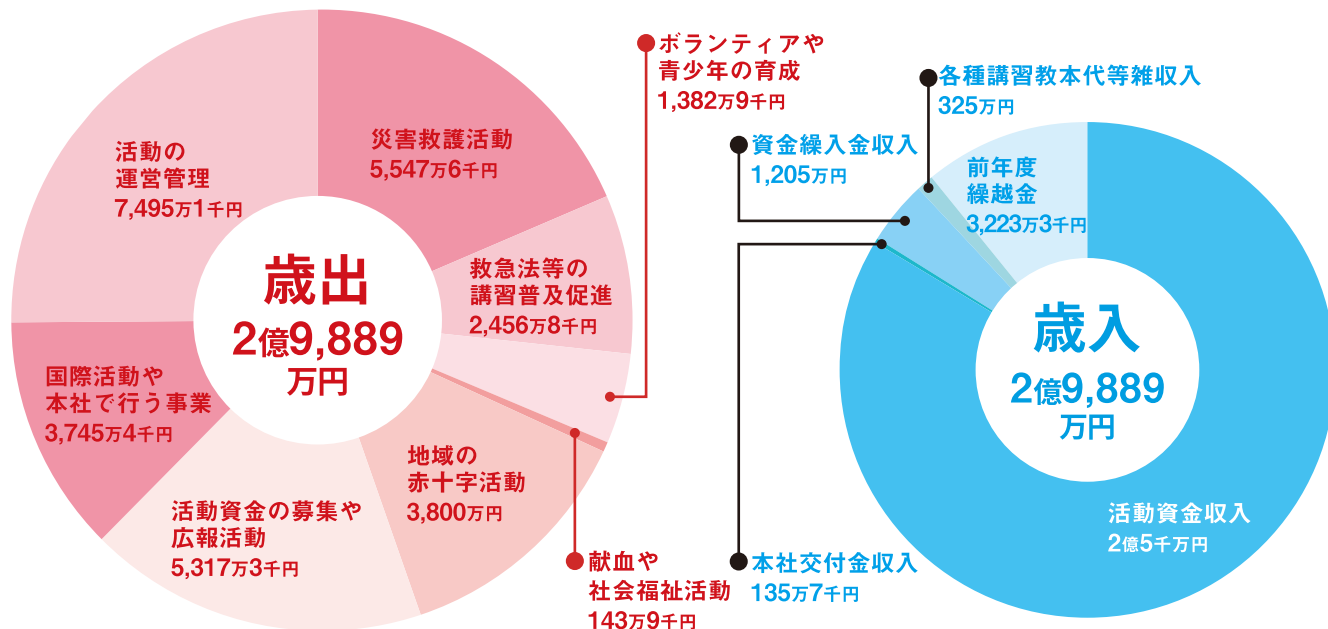 歳出
2億9,889
万円
災害救護活動
5,547万6千円
救急法等の
講習普及促進
2,456万8千円
ボランティアや
青少年の育成
1,382万9千円
献血や
社会福祉活動
143万9千円
地域の
赤十字活動
3,800万円
活動資金の募集や
広報活動
5,317万3千円
国際活動や
本社で行う事業
3,745万4千円
活動の
運営管理
7,495万1千円
歳入
2億9,889
万円
活動資金収入
2億5千万円
本社交付金収入
135万7千円
資金繰入金収入
1,205万円
各種講習教本代等雑収入
325万円
前年度
繰越金
3,223万3千円